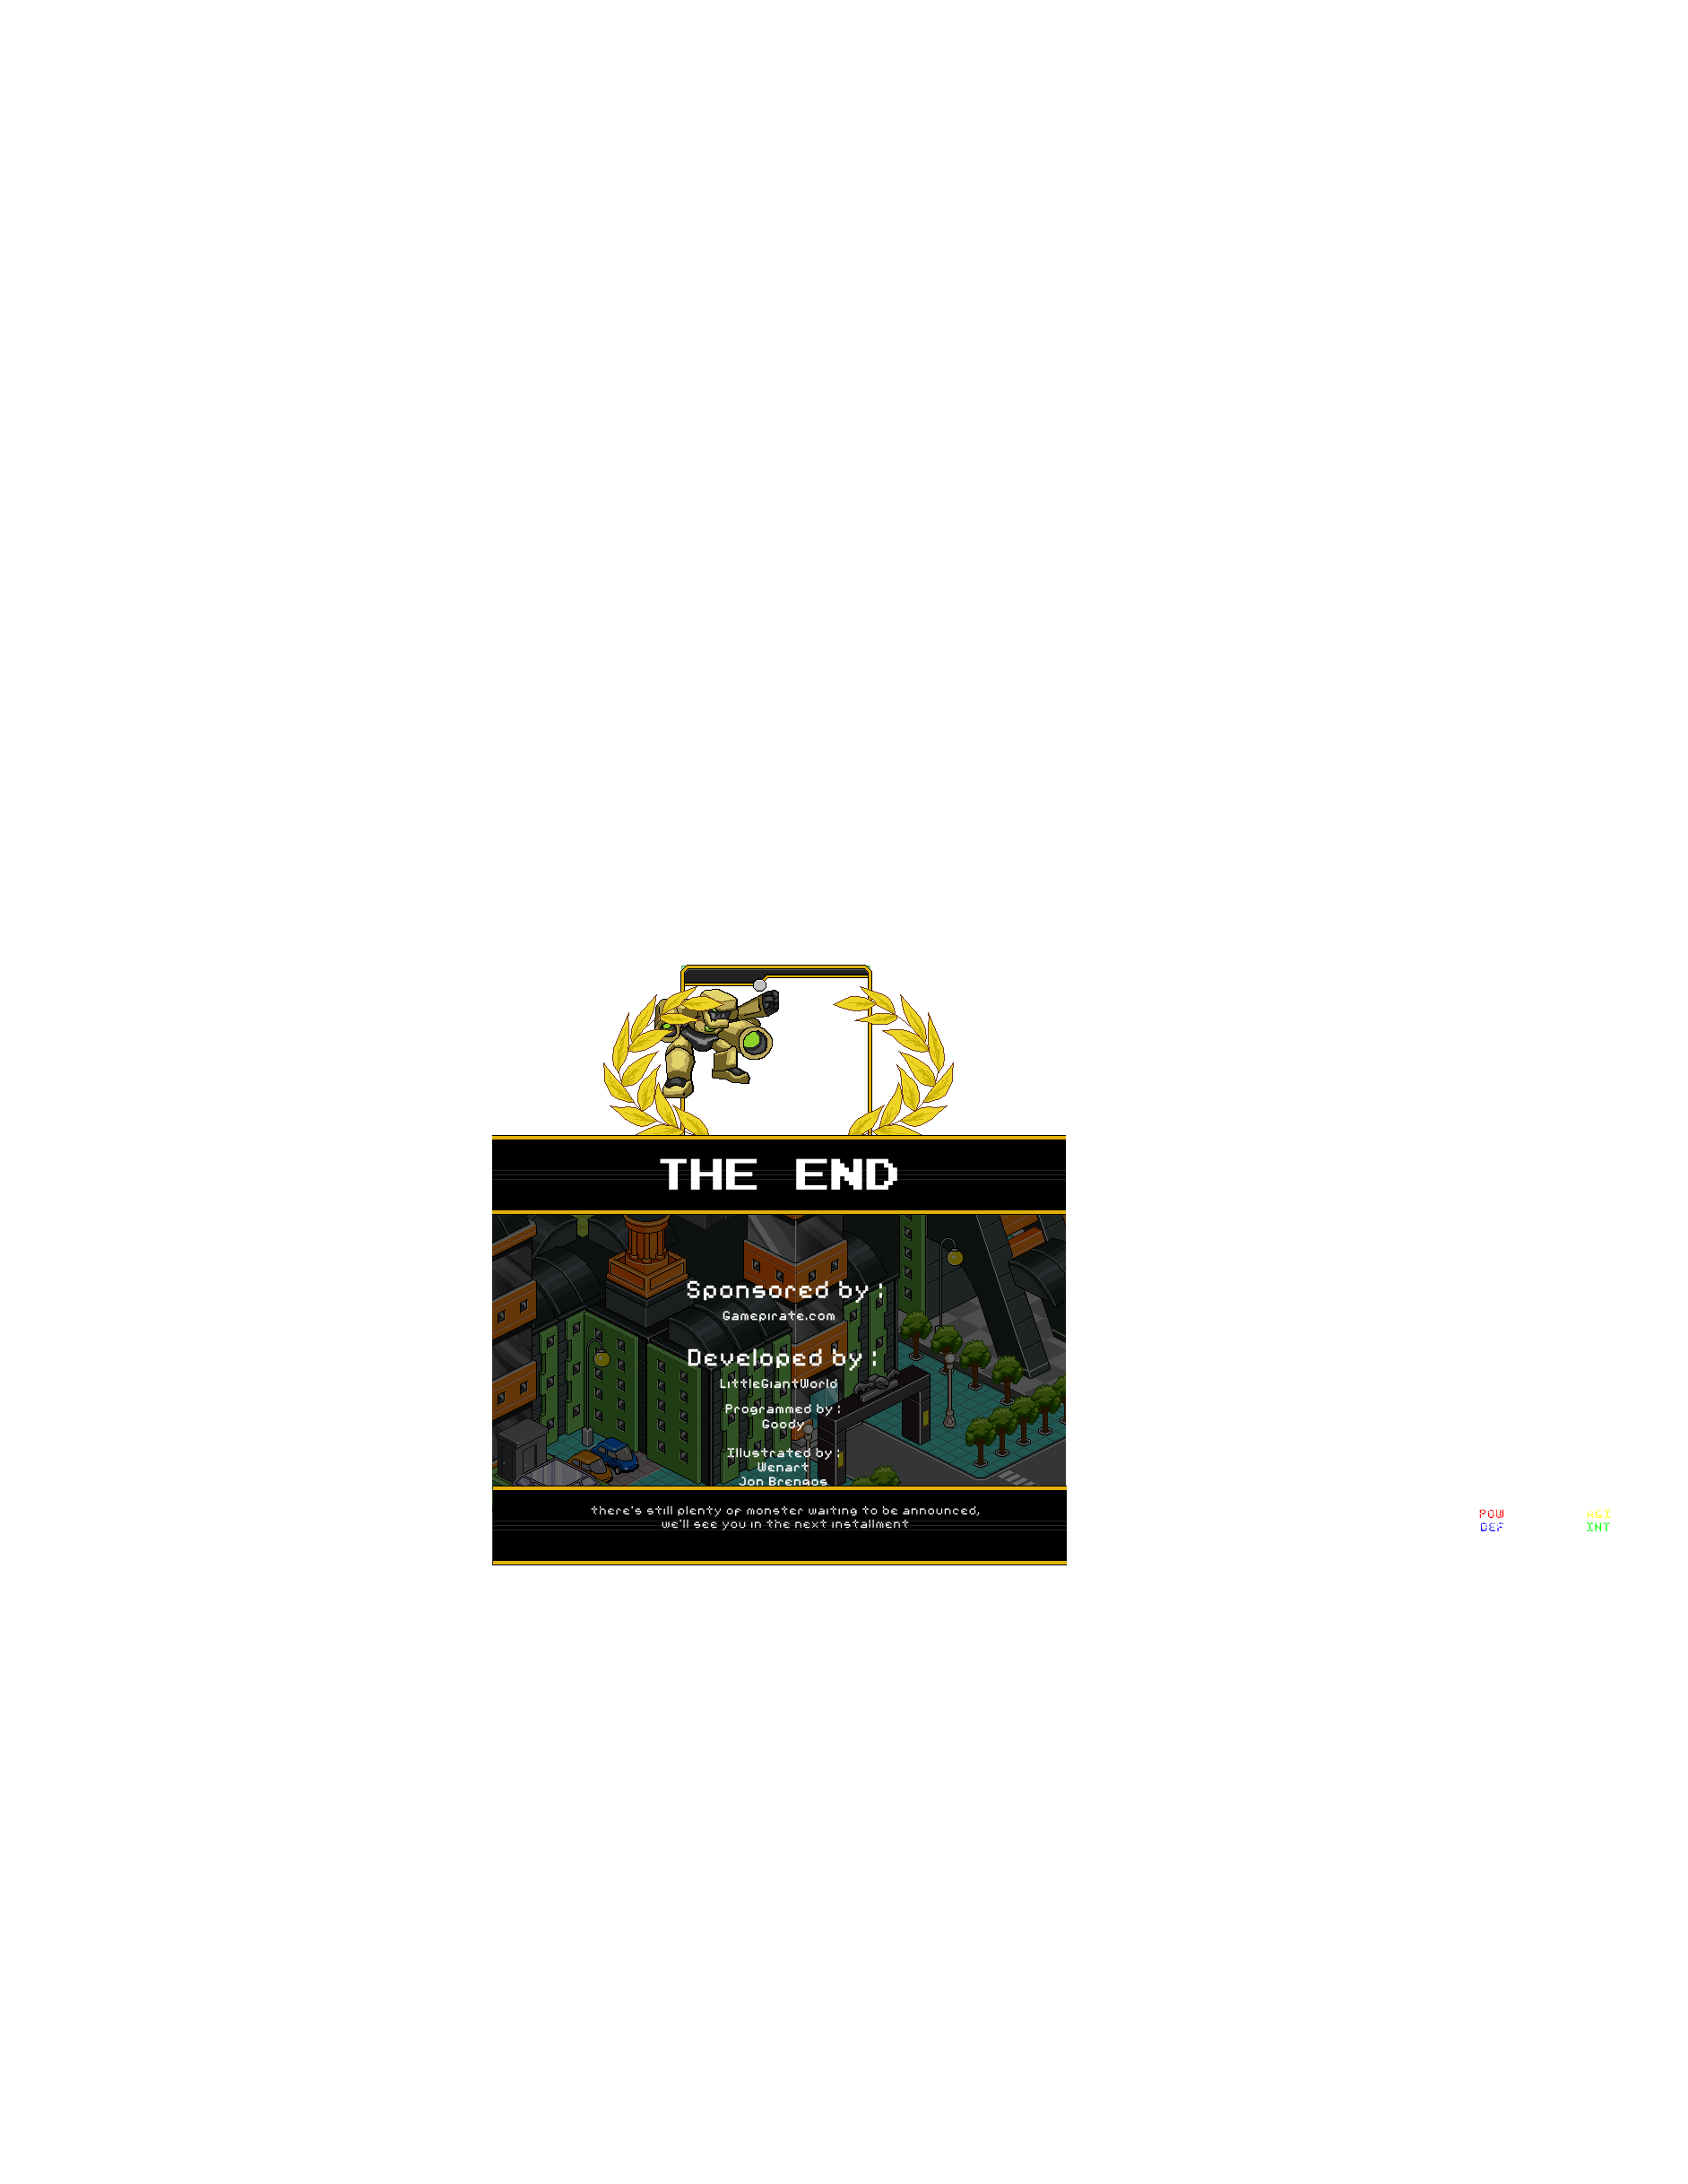 THE END
Sponsored by :
Gamepirate.com
Developed by :
LittleGiantWorld
Programmed by :
Goody
Illustrated by :
Wenart
Jon Brengos
there's still plenty of monster waiting to be announced,
we'll see you in the next installment
POW AGI
DEF INT